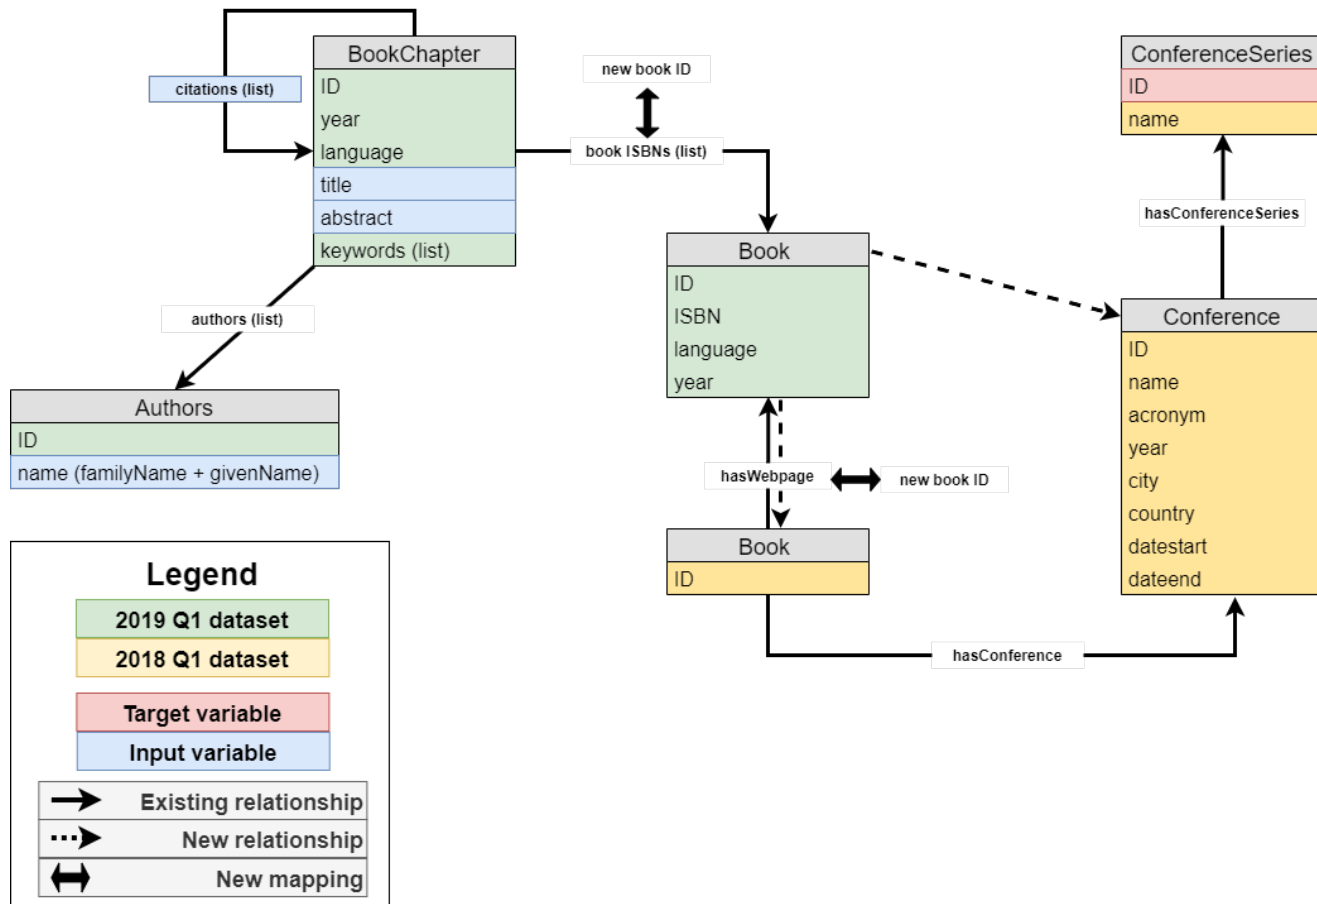 BookChapter
ID
year
language
title
abstract
keywords (list)
citations (list)
new book ID
book ISBNs (list)
authors (list)
Authors
ID
name (familyName + givenName)
Book
ID
ISBN
language
year
hasWebpage
new book ID
Book
ID
hasConference
ConferenceSeries
ID
name
hasConferenceSeries
Conference
ID
name
acronym
year
city
country
datestart
dateend
Legend
2019 Q1 dataset
2018 Q1 dataset
Target variable
Input variable
Existing relationship
New relationship
New mapping